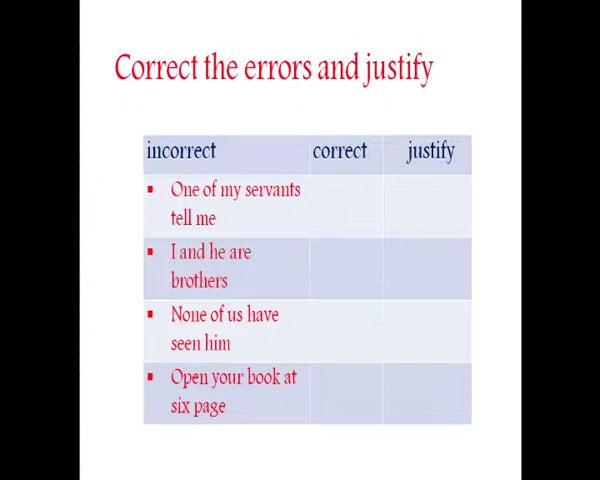 Correct the errors and justify
incorrect correct justify
▪ One of my servants
tell me
▪ I and he are
brothers
▪ None of us have
seen him
▪ Open your book at
six page